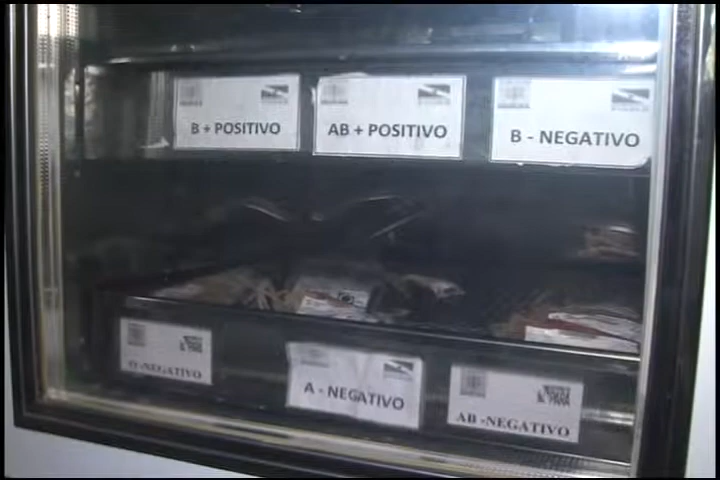 B + POSITIVO
AB + POSITIVO
B - NEGATIVO
O -NEGATIVO
A - NEGATIVO
AB -NEGATIVO